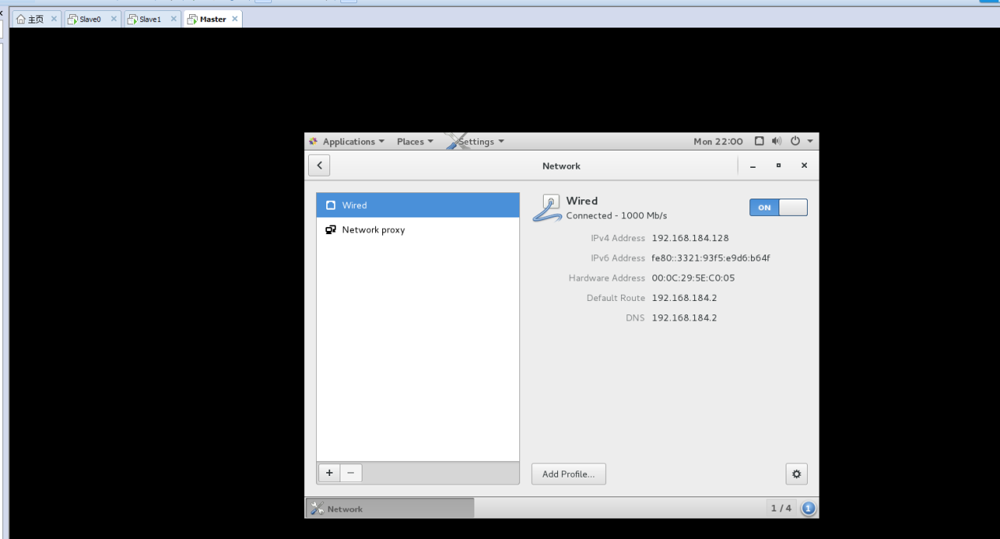 主页 Slave0 Slave1 Master
Applications Places Settings Mon 22:00
Network
Wired
Network proxy
Wired
Connected - 1000 Mb/s
ON
IPv4 Address 192.168.184.128
IPv6 Address fe80::3321:93f5:e9d6:b64f
Hardware Address 00:0C:29:5E:C0:05
Default Route 192.168.184.2
DNS 192.168.184.2
Add Profile...
Network 1 / 4 1